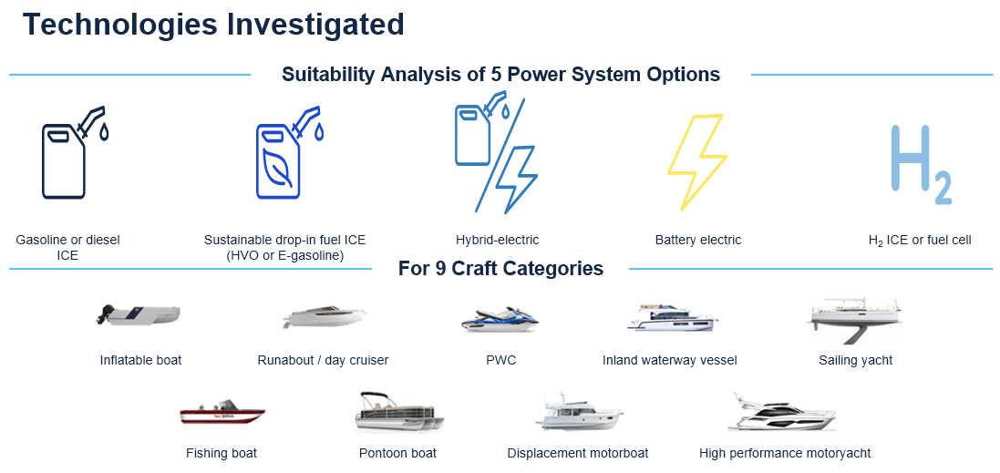 Technologies Investigated
Suitability Analysis of 5 Power System Options
H2
Gasoline or diesel
ICE
Sustainable drop-in fuel ICE
(HVO or E-gasoline)
Hybrid-electric
Battery electric
H2 ICE or fuel cell
For 9 Craft Categories
Inflatable boat
Runabout / day cruiser
PWC
Inland waterway vessel
Sailing yacht
Fishing boat
Pontoon boat
Displacement motorboat
High performance motoryacht